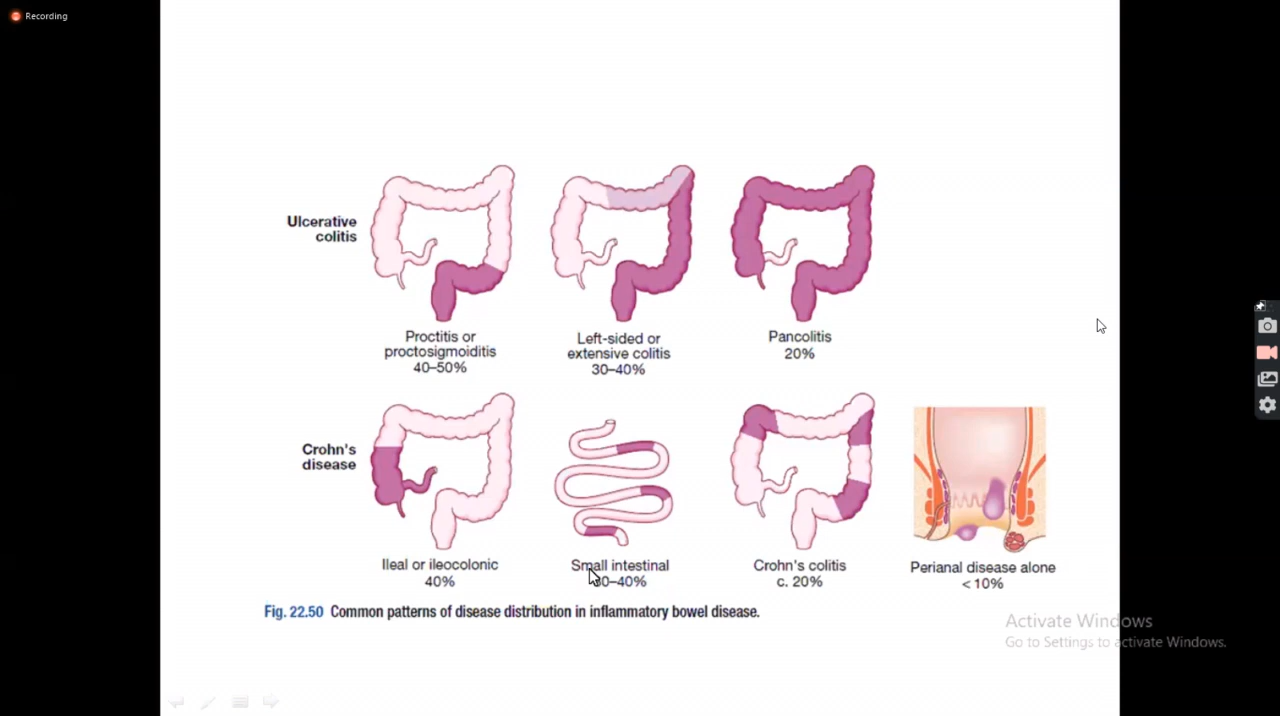 Recording
Ulcerative
colitis
Proctitis or
proctosigmoiditis
40–50%
Left-sided or
extensive colitis
30–40%
Pancolitis
20%
Crohn's
disease
Ileal or ileocolonic
40%
Small intestinal
30–40%
Crohn's colitis
c. 20%
Perianal disease alone
< 10%
Fig. 22.50 Common patterns of disease distribution in inflammatory bowel disease.
Activate Windows
Go to Settings to activate Windows.